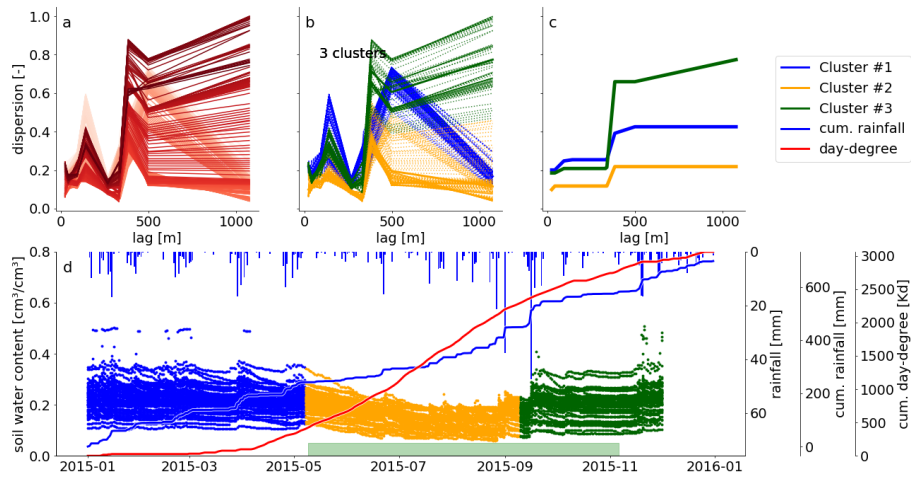 a
b
3 clusters
c
dispersion [-]
1.0
0.8
0.6
0.4
0.2
0.0
0 500 1000
0 500 1000
0 500 1000
lag [m]
lag [m]
lag [m]
Cluster #1
Cluster #2
Cluster #3
cum. rainfall
day-degree
d
soil water content [cm³/cm³]
0.8
0.6
0.4
0.2
0.0
2015-01 2015-03 2015-05 2015-07 2015-09 2015-11 2016-01
0
20
40
60
rainfall [mm]
600
400
200
0
cum. rainfall [mm]
3000
2500
2000
1500
1000
500
0
cum. day-degree [Kd]